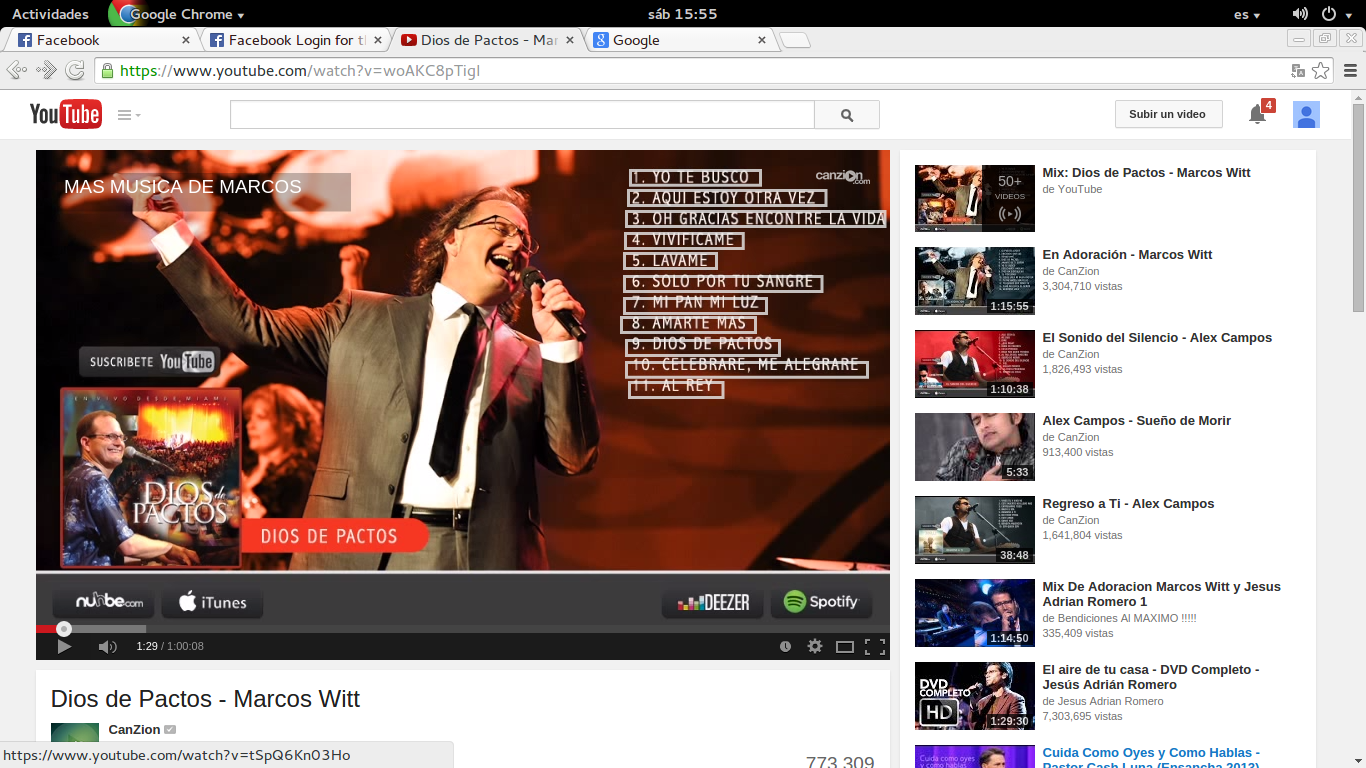 Actividades Google Chrome sáb 15:55 es
Facebook Facebook Login for t Dios de Pactos - Mar Google
https://www.youtube.com/watch?v=woAKC8pTigI
YouTube Subir un video 4
MAS MUSICA DE MARCOS
canzion.com
1. YO TE BUSCO
2. AQUI ESTOY OTRA VEZ
3. OH GRACIAS ENCONTRE LA VIDA
4. VIVIFICAME
5. LAVAME
6. SOLO POR TU SANGRE
7. MI PAN MI LUZ
8. AMARTE MAS
9. DIOS DE PACTOS
10. CELEBRARE, ME ALEGRARE
11. AL REY
SUSCRIBETE YouTube
EN VIVO DESDE MIAMI
DIOS de PACTOS
DIOS DE PACTOS
iTunes DEEZER Spotify
1:29 / 1:00:08
Dios de Pactos - Marcos Witt
CanZion
773,309
https://www.youtube.com/watch?v=tSpQ6Kn03Ho
50+
VIDEOS
Mix: Dios de Pactos - Marcos Witt
de YouTube
1:15:55
En Adoración - Marcos Witt
de CanZion
3,304,710 vistas
1:10:38
El Sonido del Silencio - Alex Campos
de CanZion
1,826,493 vistas
5:33
Alex Campos - Sueño de Morir
de CanZion
913,400 vistas
38:48
Regreso a Ti - Alex Campos
de CanZion
1,641,804 vistas
1:14:50
Mix De Adoracion Marcos Witt y Jesus
Adrian Romero 1
de Bendiciones Al MAXIMO !!!!!
335,409 vistas
DVD
COMPLETO
HD
1:29:30
El aire de tu casa - DVD Completo -
Jesús Adrián Romero
de Jesus Adrian Romero
7,303,695 vistas
Cuida como oyes
y como hablas
Cuida Como Oyes y Como Hablas -
Pastor Cash Luna (Ensancha 2013)